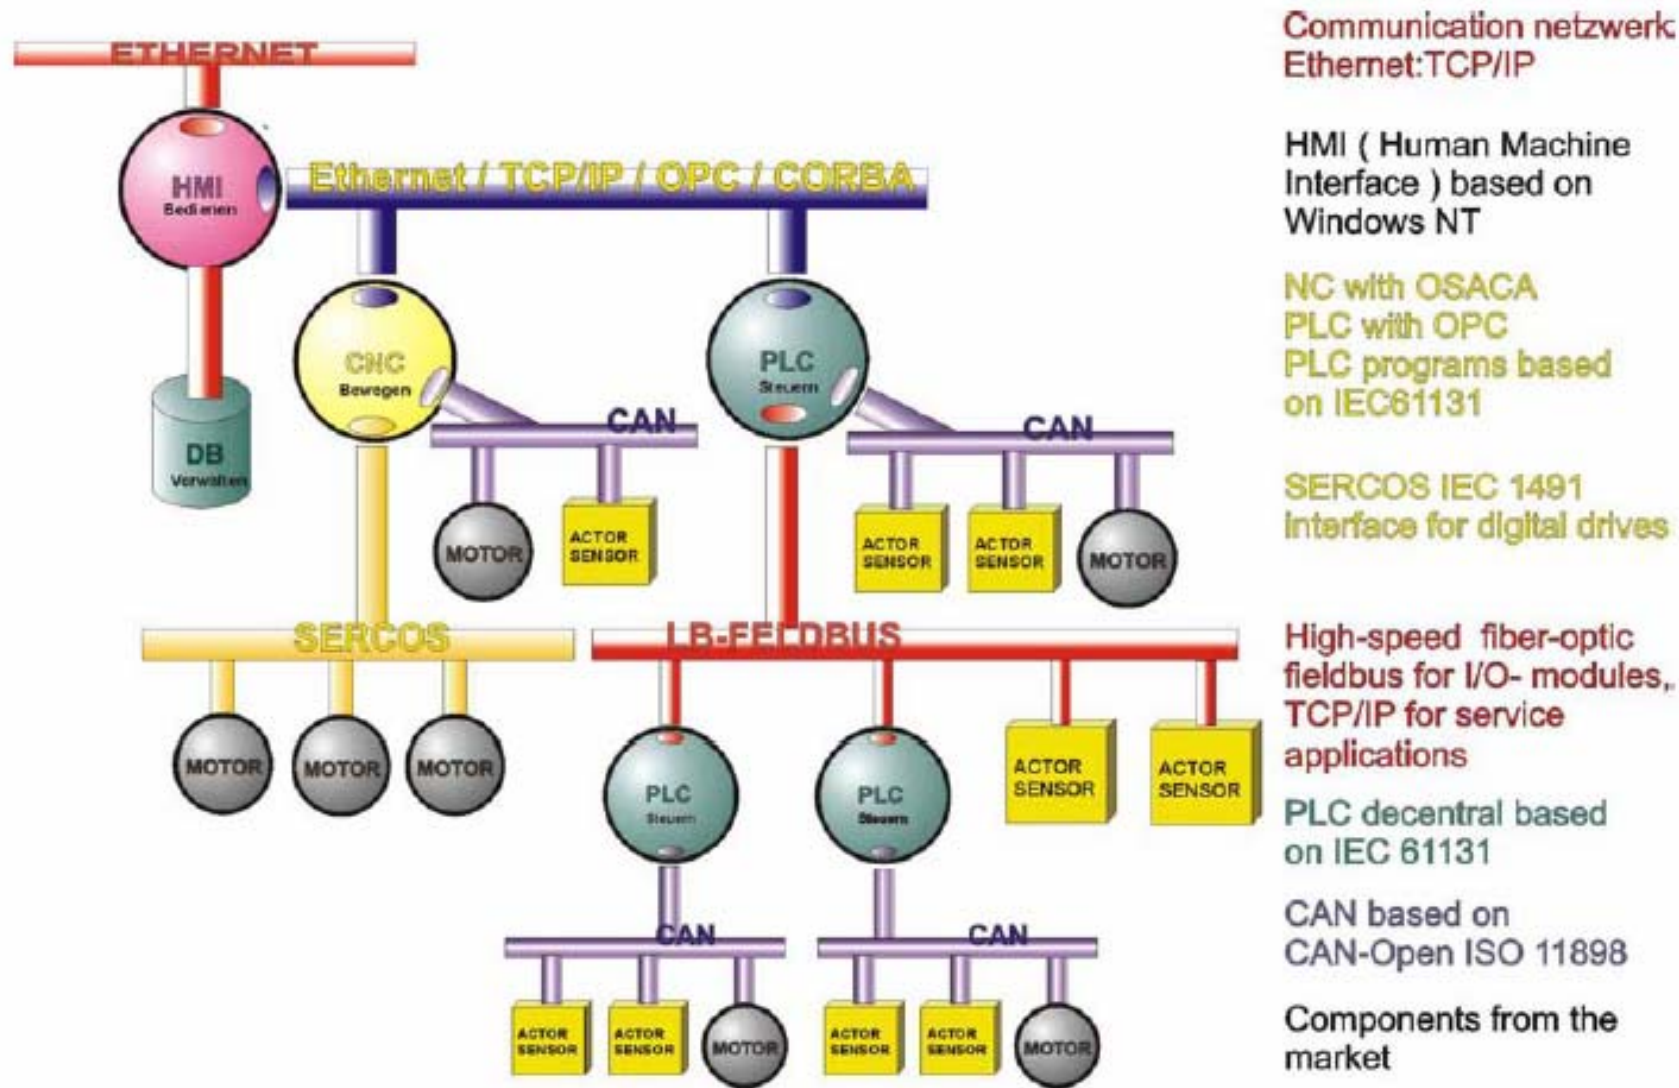 ETHERNET
HMI
Bedienen
Ethernet / TCP/IP / OPC / CORBA
CNC
Bewegen
PLC
Steuern
DB
Verwalten
CAN
CAN
MOTOR
ACTOR
SENSOR
ACTOR
SENSOR
ACTOR
SENSOR
MOTOR
SERCOS
LB-FELDBUS
MOTOR
MOTOR
MOTOR
PLC
Steuern
PLC
Steuern
ACTOR
SENSOR
ACTOR
SENSOR
CAN
CAN
ACTOR
SENSOR
ACTOR
SENSOR
MOTOR
ACTOR
SENSOR
ACTOR
SENSOR
MOTOR
Communication netzwerk:
Ethernet:TCP/IP
HMI ( Human Machine
Interface ) based on
Windows NT
NC with OSACA
PLC with OPC
PLC programs based
on IEC61131
SERCOS IEC 1491
interface for digital drives
High-speed fiber-optic
fieldbus for I/O- modules,
TCP/IP for service
applications
PLC decentral based
on IEC 61131
CAN based on
CAN-Open ISO 11898
Components from the
market